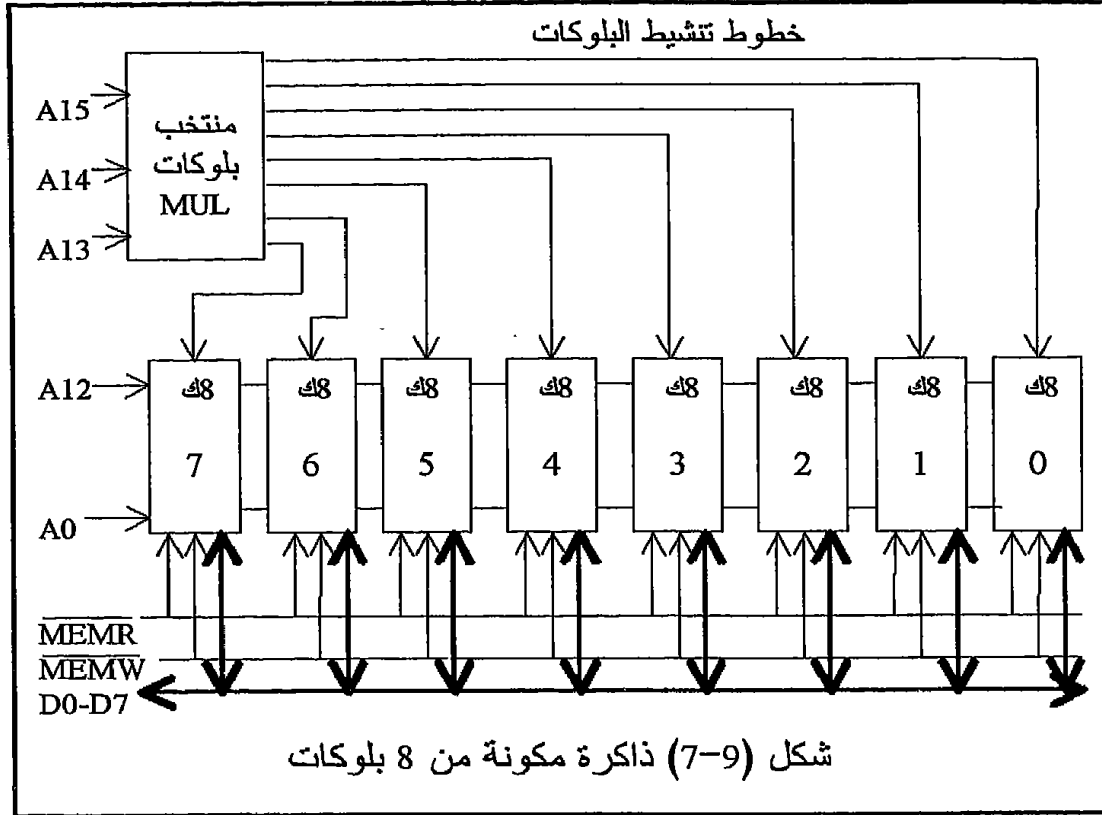 خطوط تنشيط البلوكات
A15
A14
A13
منتخب
بلوكات
MUL
A12
A0
8ك 8ك 8ك 8ك 8ك 8ك 8ك 8ك
7 6 5 4 3 2 1 0
MEMR
MEMW
D0-D7
شكل (9-7) ذاكرة مكونة من 8 بلوكات